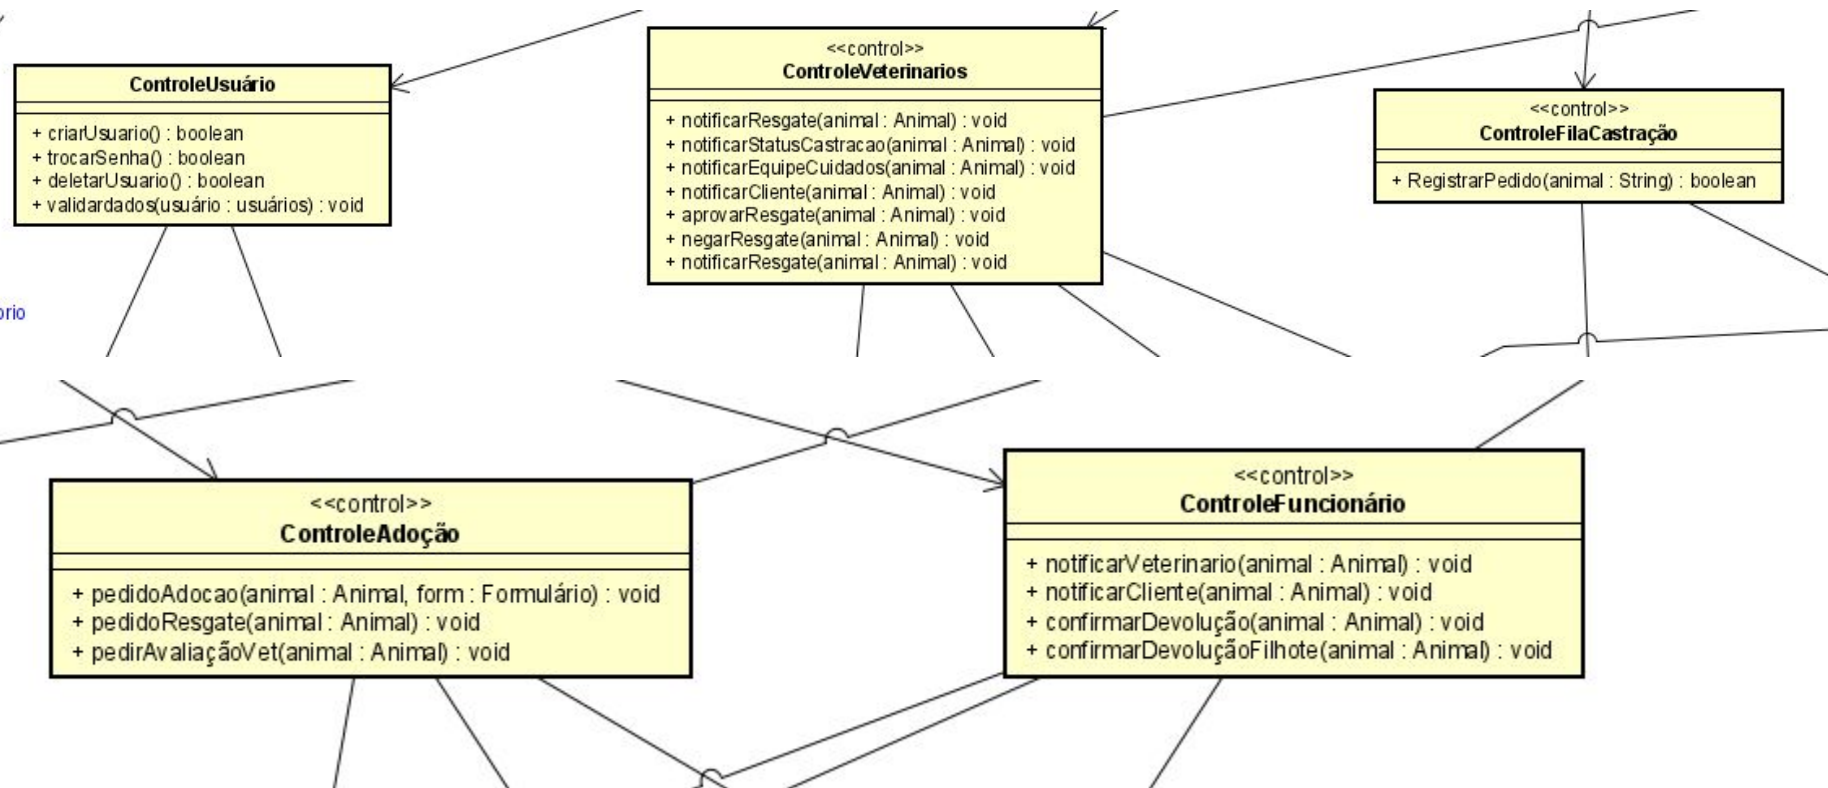 ControleUsuário
+ criarUsuario() : boolean
+ trocarSenha() : boolean
+ deletarUsuario() : boolean
+ validardados(usuário : usuários) : void
<<control>>
ControleVeterinarios
+ notificarResgate(animal : Animal) : void
+ notificarStatusCastracao(animal : Animal) : void
+ notificarEquipeCuidados(animal : Animal) : void
+ notificarCliente(animal : Animal) : void
+ aprovarResgate(animal : Animal) : void
+ negarResgate(animal : Animal) : void
+ notificarResgate(animal : Animal) : void
<<control>>
ControleFilaCastração
+ RegistrarPedido(animal : String) : boolean
<<control>>
ControleAdoção
+ pedidoAdocao(animal : Animal, form : Formulário) : void
+ pedidoResgate(animal : Animal) : void
+ pedirAvaliaçãoVet(animal : Animal) : void
<<control>>
ControleFuncionário
+ notificarVeterinario(animal : Animal) : void
+ notificarCliente(animal : Animal) : void
+ confirmarDevolução(animal : Animal) : void
+ confirmarDevoluçãoFilhote(animal : Animal) : void